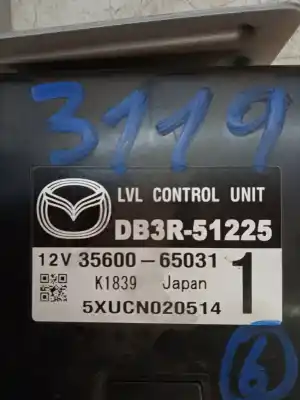 3119
LVL CONTROL UNIT
DB3R-51225
12V 35600-65031 1
K1839 Japan
5XUCN020514
6